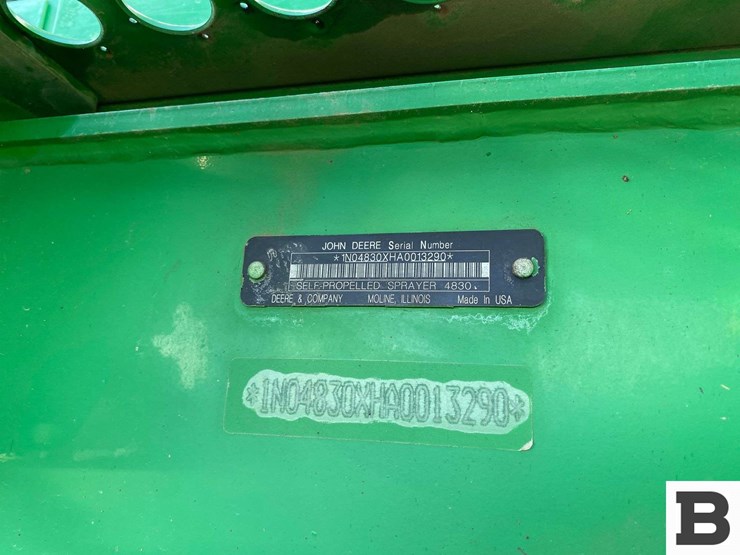 JOHN DEERE Serial Number
*1N04830XHA0013290*
SELF-PROPELLED SPRAYER 4830
DEERE & COMPANY MOLINE, ILLINOIS Made In USA
*1N04830XHA0013290*
B